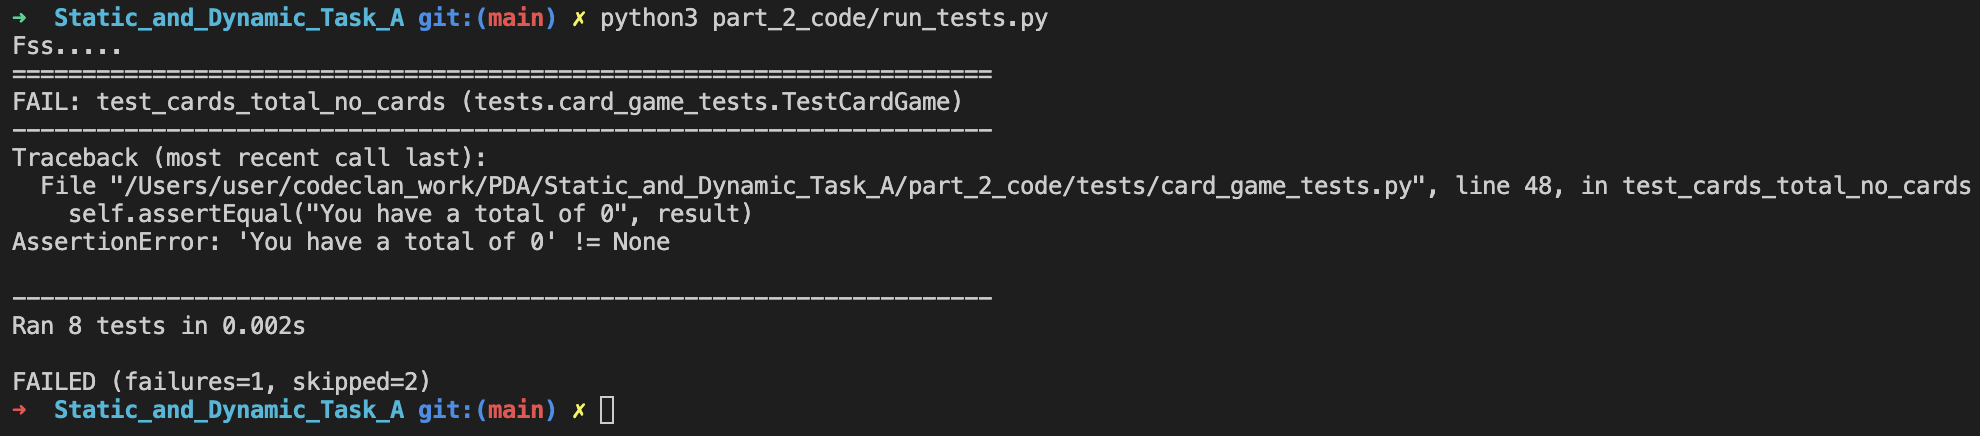 ➜  Static_and_Dynamic_Task_A git:(main) ✗ python3 part_2_code/run_tests.py
Fss.....
======================================================================
FAIL: test_cards_total_no_cards (tests.card_game_tests.TestCardGame)
----------------------------------------------------------------------
Traceback (most recent call last):
  File "/Users/user/codeclan_work/PDA/Static_and_Dynamic_Task_A/part_2_code/tests/card_game_tests.py", line 48, in test_cards_total_no_cards
    self.assertEqual("You have a total of 0", result)
AssertionError: 'You have a total of 0' != None

----------------------------------------------------------------------
Ran 8 tests in 0.002s

FAILED (failures=1, skipped=2)
➜  Static_and_Dynamic_Task_A git:(main) ✗